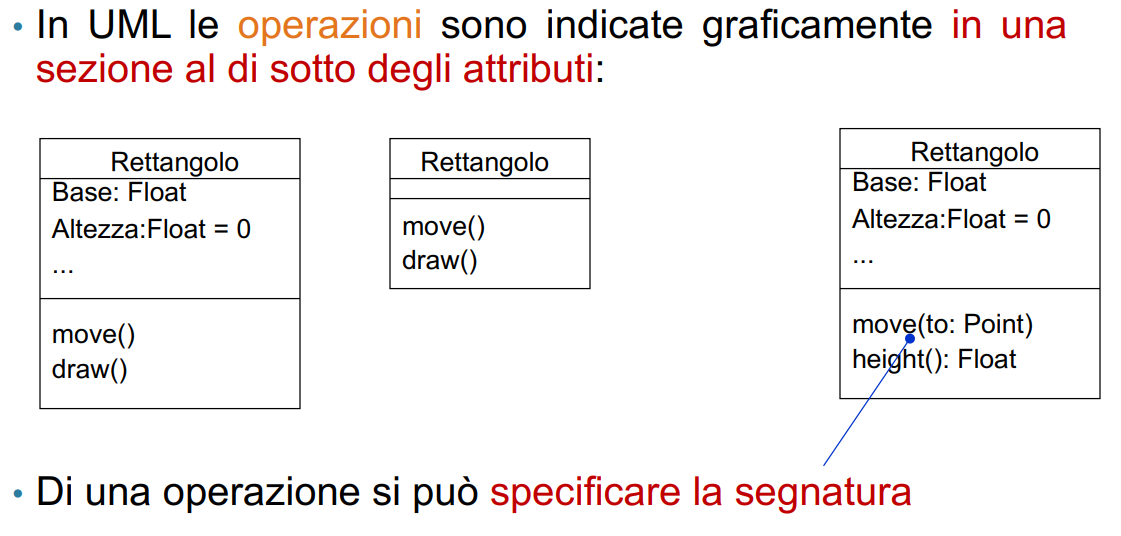 • In UML le operazioni sono indicate graficamente in una
sezione al di sotto degli attributi:
Rettangolo
Base: Float
Altezza:Float = 0
...
move()
draw()
Rettangolo
move()
draw()
Rettangolo
Base: Float
Altezza:Float = 0
...
move(to: Point)
height(): Float
• Di una operazione si può specificare la segnatura